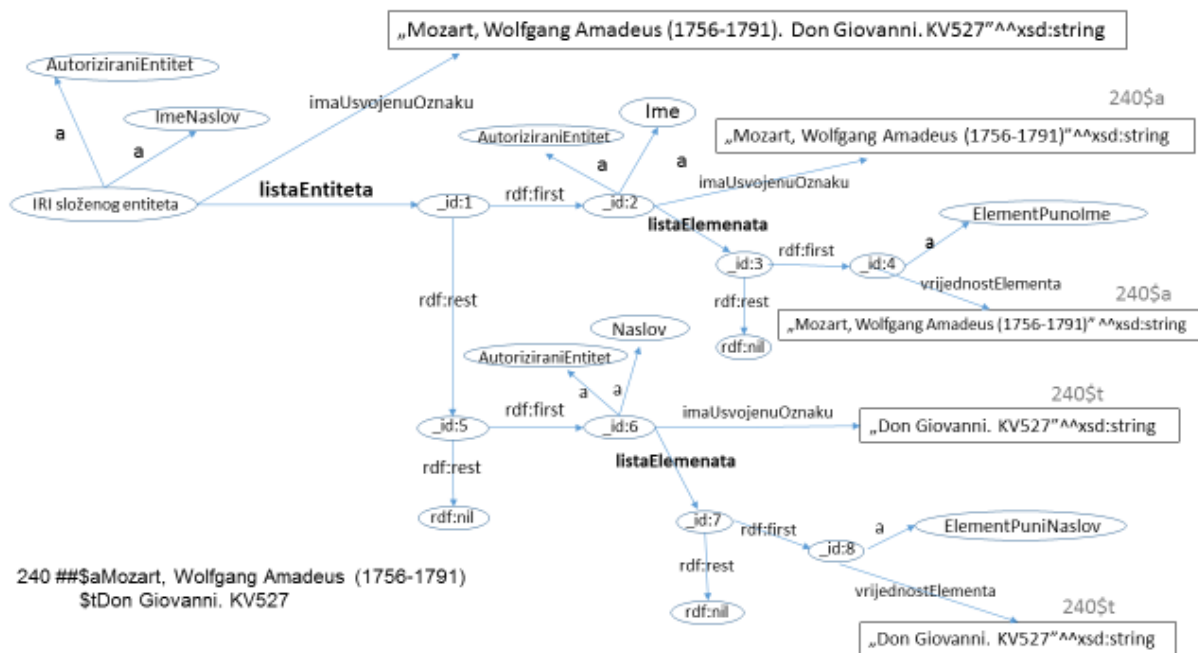 „Mozart, Wolfgang Amadeus (1756-1791). Don Giovanni. KV527”^^xsd:string
AutoriziraniEntitet
imaUsvojenuOznaku
240$a
Ime
ImeNaslov
a
a
AutoriziraniEntitet
„Mozart, Wolfgang Amadeus (1756-1791)”^^xsd:string
a
a
imaUsvojenuOznaku
listaEntiteta
IRI složenog entiteta
_id:1
rdf:first
_id:2
ElementPunoIme
listaElemenata
a
rdf:first
_id:3
_id:4
vrijednostElementa
rdf:rest
rdf:rest
240$a
Naslov
„Mozart, Wolfgang Amadeus (1756-1791)” ^^xsd:string
rdf:nil
AutoriziraniEntitet
a
a
240$t
rdf:first
imaUsvojenuOznaku
_id:5
_id:6
„Don Giovanni. KV527”^^xsd:string
listaElemenata
rdf:rest
rdf:nil
_id:7
rdf:first
a
ElementPuniNaslov
_id:8
rdf:rest
240 ##$aMozart, Wolfgang Amadeus (1756-1791)
$tDon Giovanni. KV527
vrijednostElementa
240$t
rdf:nil
„Don Giovanni. KV527”^^xsd:string